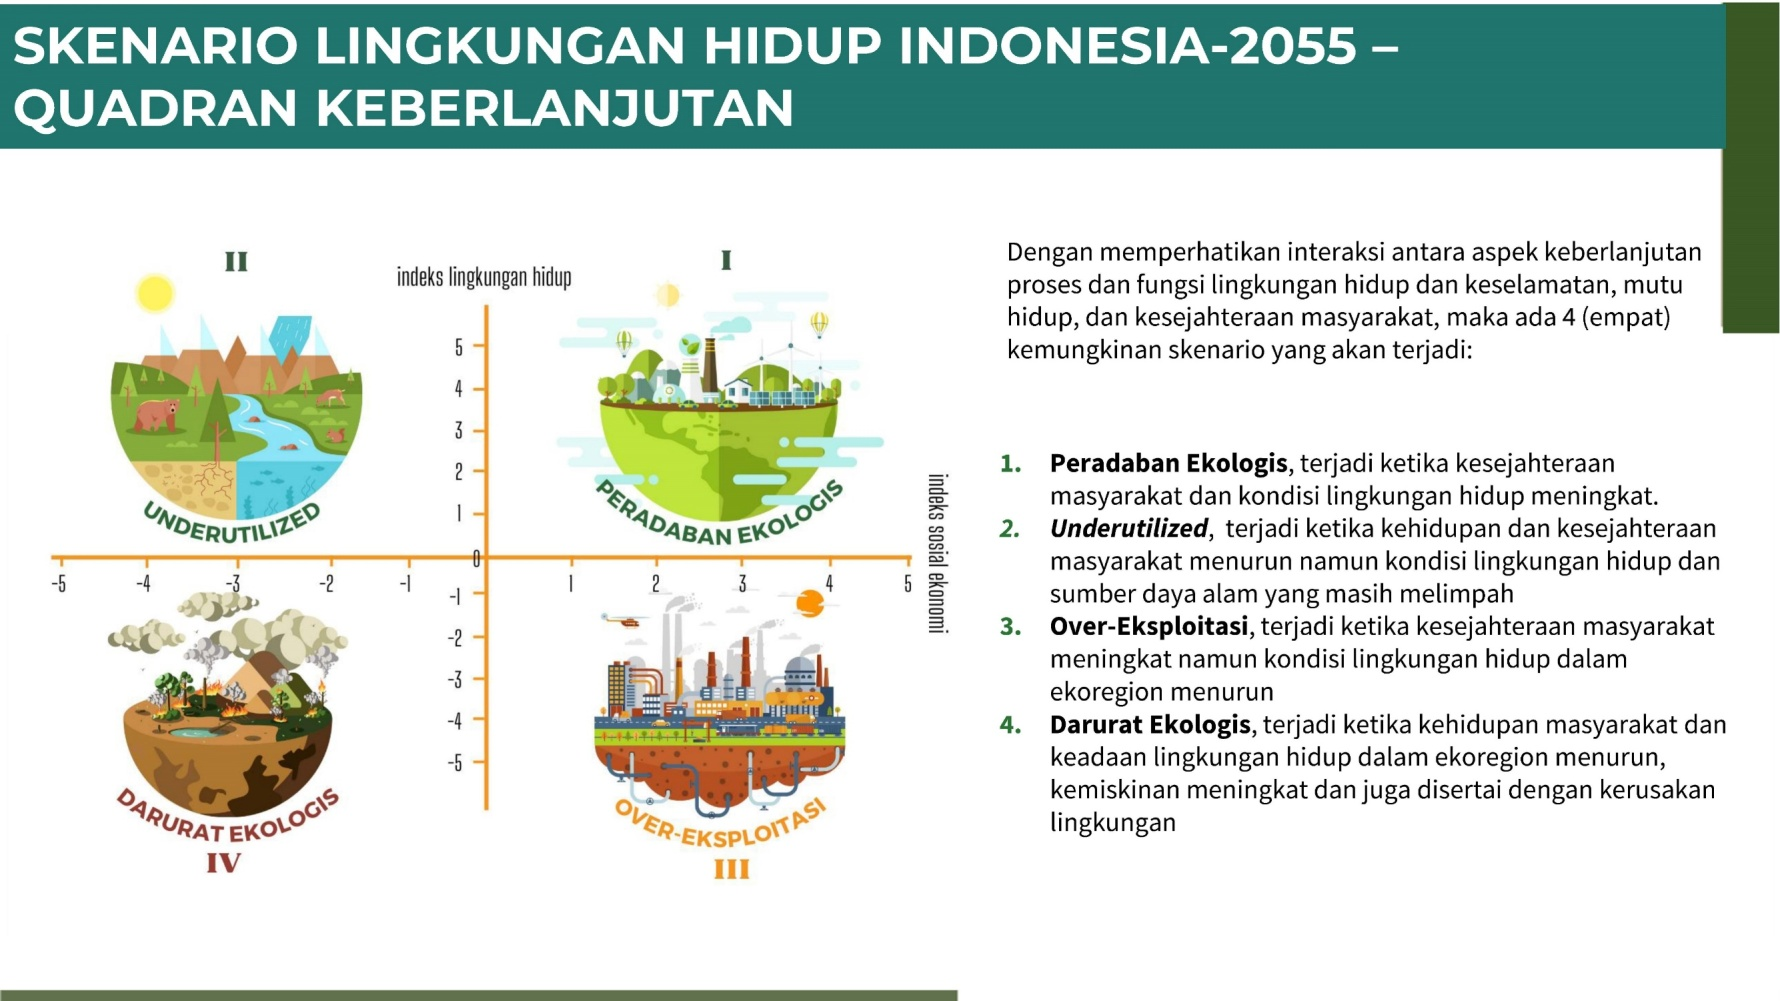 SKENARIO LINGKUNGAN HIDUP INDONESIA-2055 –
QUADRAN KEBERLANJUTAN
II
I
indeks lingkungan hidup
5
4
3
2
1
0
-1
-2
-3
-4
-5
-5
-4
-3
-2
-1
1
2
3
4
5
indeks sosial ekonomi
UNDERUTILIZED
PERADABAN EKOLOGIS
DARURAT EKOLOGIS
IV
OVER-EKSPLOITASI
III
Dengan memperhatikan interaksi antara aspek keberlanjutan
proses dan fungsi lingkungan hidup dan keselamatan, mutu
hidup, dan kesejahteraan masyarakat, maka ada 4 (empat)
kemungkinan skenario yang akan terjadi:
1. Peradaban Ekologis, terjadi ketika kesejahteraan
masyarakat dan kondisi lingkungan hidup meningkat.
2. Underutilized, terjadi ketika kehidupan dan kesejahteraan
masyarakat menurun namun kondisi lingkungan hidup dan
sumber daya alam yang masih melimpah
3. Over-Eksploitasi, terjadi ketika kesejahteraan masyarakat
meningkat namun kondisi lingkungan hidup dalam
ekoregion menurun
4. Darurat Ekologis, terjadi ketika kehidupan masyarakat dan
keadaan lingkungan hidup dalam ekoregion menurun,
kemiskinan meningkat dan juga disertai dengan kerusakan
lingkungan